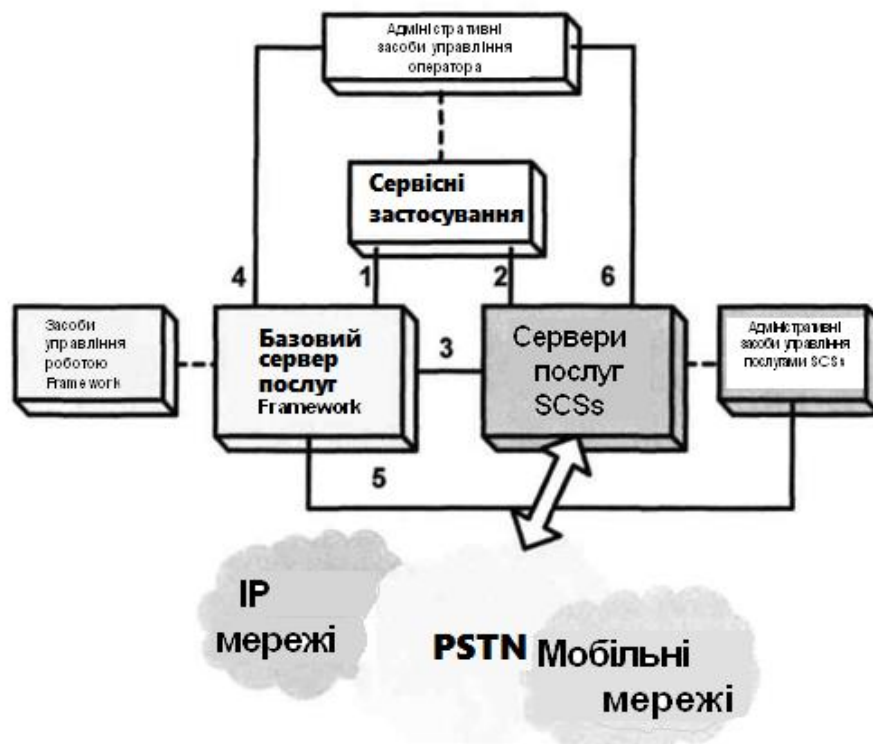 Адміністративні
засоби управління
оператора
Сервісні
застосування
4
1
2
6
Засоби
управління
роботою
Framework
Базовий
сервер
послуг
Framework
3
Сервери
послуг
SCSs
Адміністративні
засоби управління
послугами SCSs
5
IP
мережі
PSTN
Мобільні
мережі